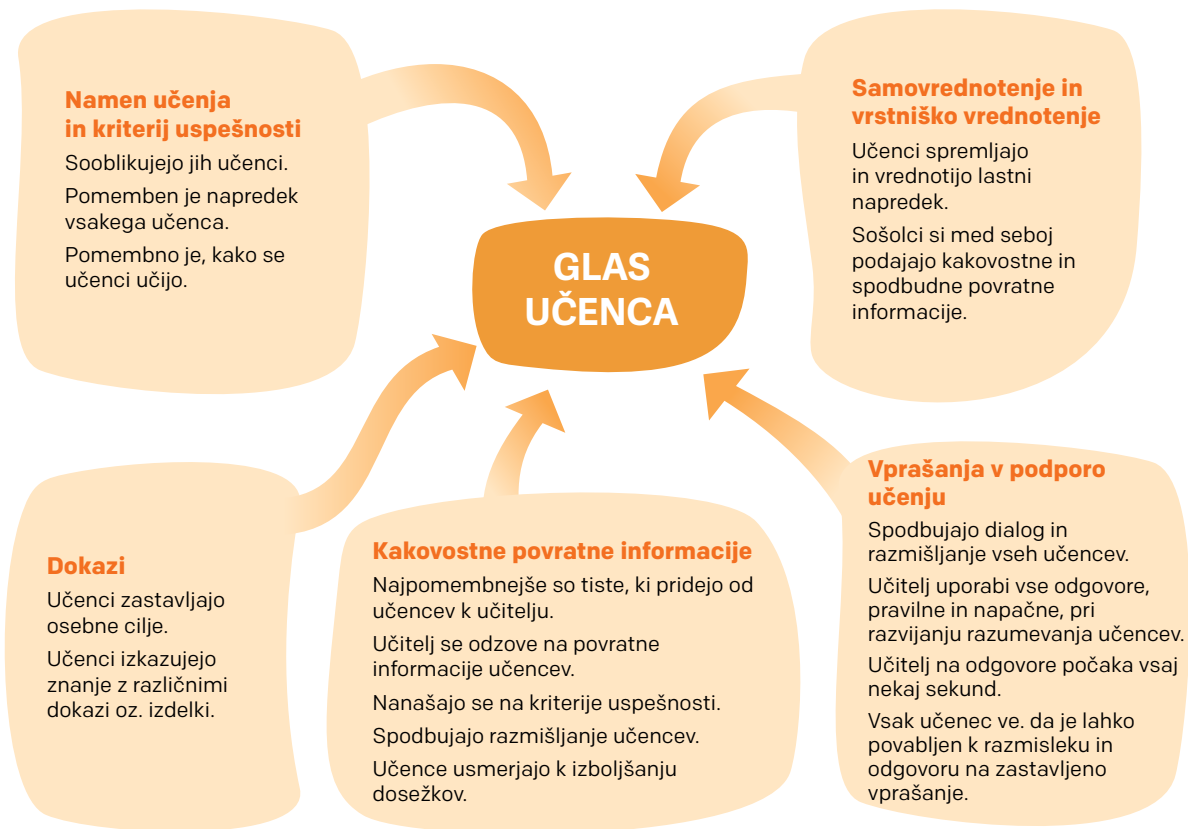 Namen učenja
in kriterij uspešnosti
Sooblikujejo jih učenci.
Pomemben je napredek
vsakega učenca.
Pomembno je, kako se
učenci učijo.
Samovrednotenje in
vrstniško vrednotenje
Učenci spremljajo
in vrednotijo lastni
napredek.
Sošolci si med seboj
podajajo kakovostne in
spodbudne povratne
informacije.
GLAS
UČENCA
Dokazi
Učenci zastavljajo
osebne cilje.
Učenci izkazujejo
znanje z različnimi
dokazi oz. izdelki.
Kakovostne povratne informacije
Najpomembnejše so tiste, ki pridejo od
učencev k učitelju.
Učitelj se odzove na povratne
informacije učencev.
Nanašajo se na kriterije uspešnosti.
Spodbujajo razmišljanje učencev.
Učence usmerjajo k izboljšanju
dosežkov.
Vprašanja v podporo
učenju
Spodbujajo dialog in
razmišljanje vseh učencev.
Učitelj uporabi vse odgovore,
pravilne in napačne, pri
razvijanju razumevanja učencev.
Učitelj na odgovore počaka vsaj
nekaj sekund.
Vsak učenec ve. da je lahko
povabljen k razmisleku in
odgovoru na zastavljeno
vprašanje.